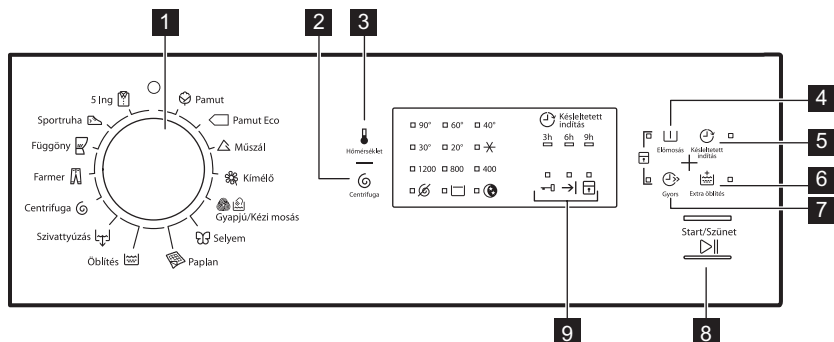 1
2
3
4
5
6
7
8
9
5 Ing
Sportruha
Függöny
Farmer
Centrifuga
Szivattyúzás
Öblítés
Pamut
Pamut Eco
Műszál
Kímélő
Gyapjú/Kézi mosás
Selyem
Paplan
Hőmérséklet
Centrifuga
90° 60° 40°
30° 20°
1200 800 400
Késleltetett
indítás
3h 6h 9h
Előmosás
Késleltetett
indítás
Gyors
Extra öblítés
Start/Szünet